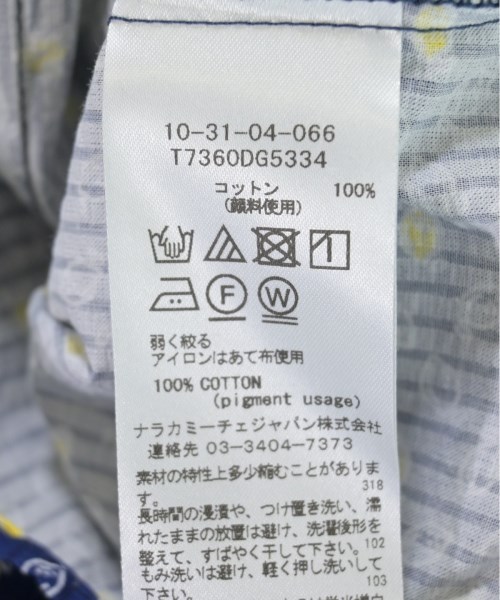 10-31-04-066
T7360DG5334
コットン 100%
(顔料使用)
F W
弱く絞る
アイロンはあて布使用
100% COTTON
(pigment usage)
ナラカミーチェジャパン株式会社
連絡先 03-3404-7373
素材の特性上多少縮むことがありま
す。 318
長時間の浸漬や、つけ置き洗い、濡
れたままの放置は避け、洗濯後形を
整えて、すばやく干して下さい。102
もみ洗いは避け、軽く押し洗いして
下さい。 103